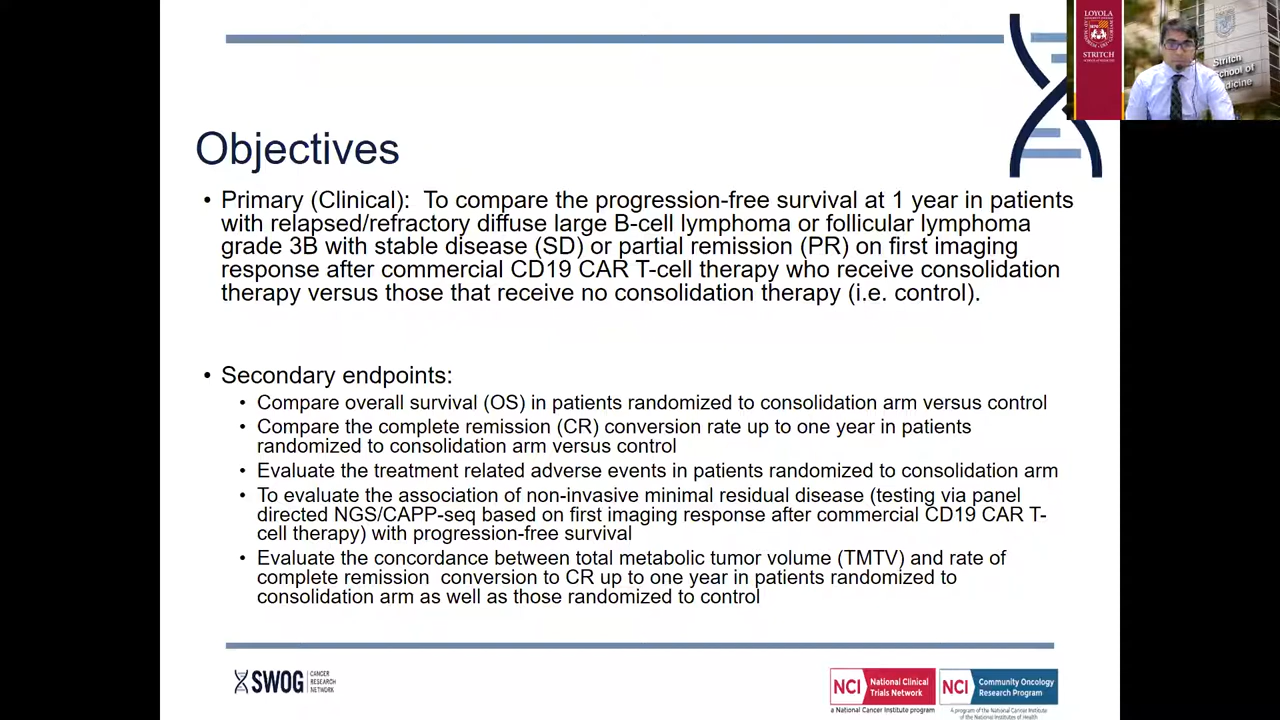 Objectives
• Primary (Clinical):  To compare the progression-free survival at 1 year in patients
with relapsed/refractory diffuse large B-cell lymphoma or follicular lymphoma
grade 3B with stable disease (SD) or partial remission (PR) on first imaging
response after commercial CD19 CAR T-cell therapy who receive consolidation
therapy versus those that receive no consolidation therapy (i.e. control).
• Secondary endpoints:
• Compare overall survival (OS) in patients randomized to consolidation arm versus control
• Compare the complete remission (CR) conversion rate up to one year in patients
randomized to consolidation arm versus control
• Evaluate the treatment related adverse events in patients randomized to consolidation arm
• To evaluate the association of non-invasive minimal residual disease (testing via panel
directed NGS/CAPP-seq based on first imaging response after commercial CD19 CAR T-
cell therapy) with progression-free survival
• Evaluate the concordance between total metabolic tumor volume (TMTV) and rate of
complete remission  conversion to CR up to one year in patients randomized to
consolidation arm as well as those randomized to control
SWOG
CANCER
RESEARCH
NETWORK
NCI
National Clinical
Trials Network
a National Cancer Institute program
NCI
Community Oncology
Research Program
A program of the National Cancer Institute
of the National Institutes of Health
LOYOLA
STRITCH
Stritch
School of
Medicine